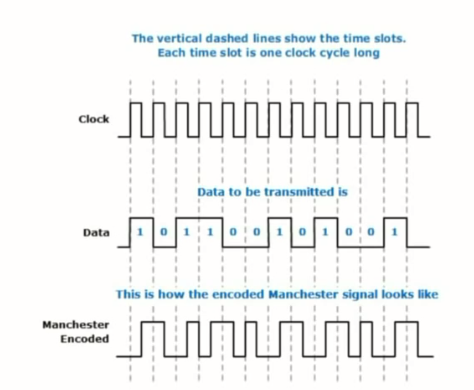 The vertical dashed lines show the time slots.
Each time slot is one clock cycle long
Clock
Data to be transmitted is
Data 1 0 1 1 0 0 1 0 1 0 0 1
This is how the encoded Manchester signal looks like
Manchester
Encoded